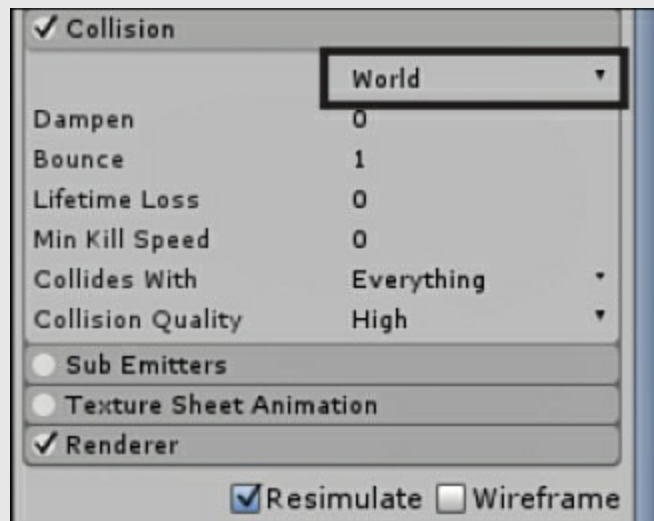 Collision
World
Dampen 0
Bounce 1
Lifetime Loss 0
Min Kill Speed 0
Collides With Everything
Collision Quality High
Sub Emitters
Texture Sheet Animation
Renderer
Resimulate Wireframe